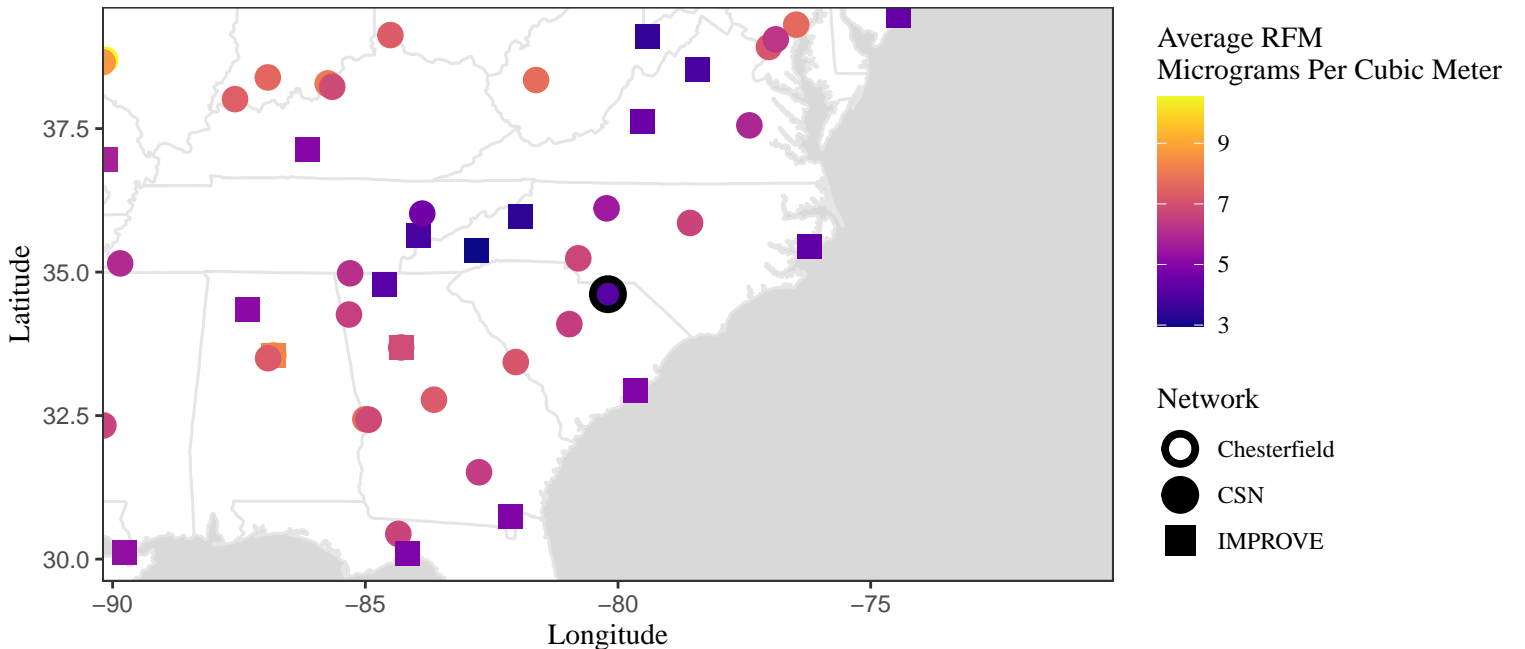 Average RFM
Micrograms Per Cubic Meter
9
7
5
3
Network
Chesterfield
CSN
IMPROVE
Latitude
37.5
35.0
32.5
30.0
−90
−85
−80
−75
Longitude